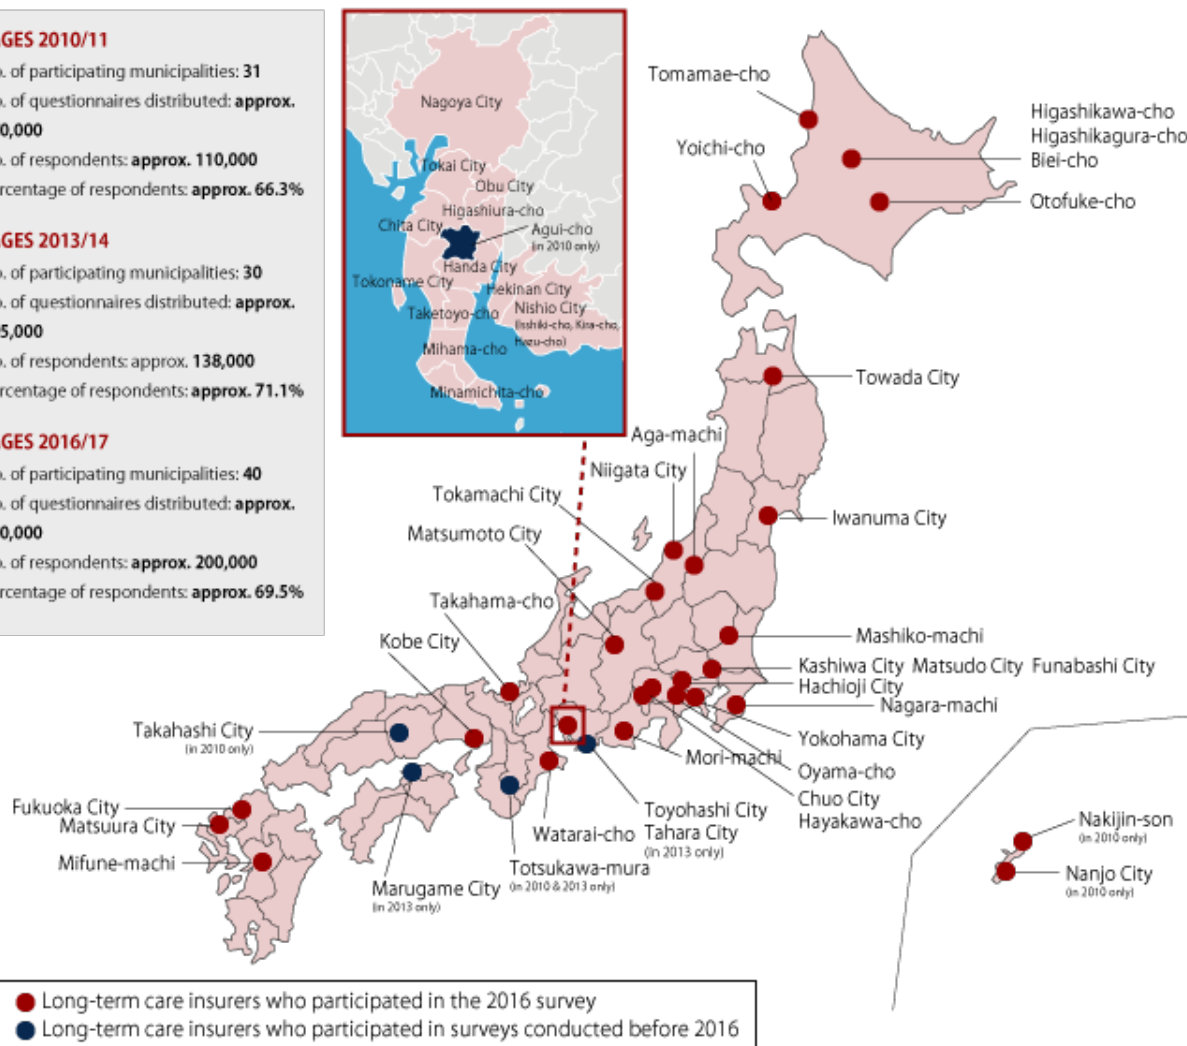 GES 2010/11
. of participating municipalities: 31
. of questionnaires distributed: approx.
0,000
. of respondents: approx. 110,000
ercentage of respondents: approx. 66.3%
GES 2013/14
. of participating municipalities: 30
. of questionnaires distributed: approx.
5,000
. of respondents: approx. 138,000
ercentage of respondents: approx. 71.1%
GES 2016/17
. of participating municipalities: 40
. of questionnaires distributed: approx.
0,000
. of respondents: approx. 200,000
ercentage of respondents: approx. 69.5%
Nagoya City
Tokai City
Obu City
Higashiura-cho
Chita City
Agui-cho
(in 2010 only)
Handa City
Tokoname City
Hekinan City
Taketoyo-cho
Nishio City
(Isshiki-cho, Kira-cho,
Hazu-cho)
Mihama-cho
Minamichita-cho
Tomamae-cho
Yoichi-cho
Higashikawa-cho
Higashikagura-cho
Biei-cho
Otofuke-cho
Towada City
Aga-machi
Niigata City
Tokamachi City
Matsumoto City
Iwanuma City
Takahama-cho
Kobe City
Mashiko-machi
Kashiwa City Matsudo City Funabashi City
Hachioji City
Nagara-machi
Yokohama City
Mori-machi
Oyama-cho
Chuo City
Hayakawa-cho
Takahashi City
(in 2010 only)
Fukuoka City
Matsuura City
Mifune-machi
Marugame City
(in 2013 only)
Totsukawa-mura
(in 2010 & 2013 only)
Watarai-cho
Toyohashi City
Tahara City
(in 2013 only)
Nakijin-son
(in 2010 only)
Nanjo City
(in 2010 only)
Long-term care insurers who participated in the 2016 survey
Long-term care insurers who participated in surveys conducted before 2016